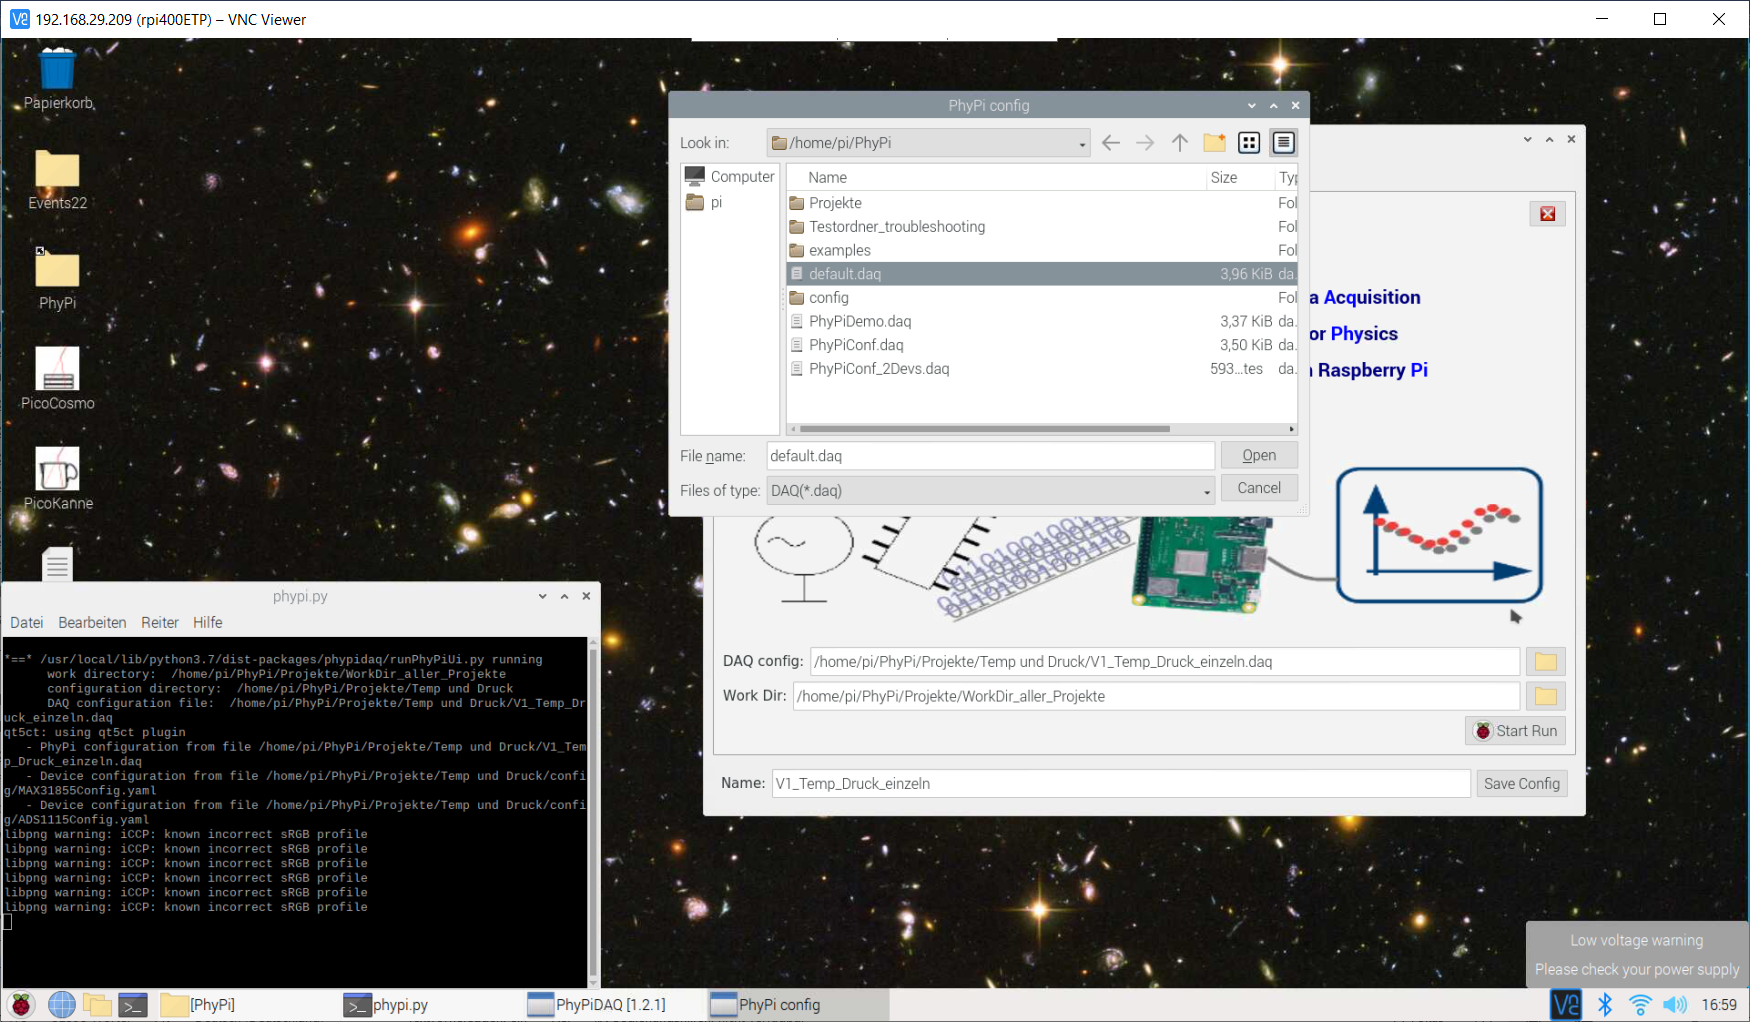 192.168.29.209 (rpi400ETP) – VNC Viewer
Papierkorb
Events22
PhyPi
PicoCosmo
PicoKanne
PhyPi config
Look in:
/home/pi/PhyPi
Computer
pi
Name Size Typ
Projekte Fol
Testordner_troubleshooting Fol
examples Fol
default.daq 3,96 KiB da.
config Fol
PhyPiDemo.daq 3,37 KiB da.
PhyPiConf.daq 3,50 KiB da.
PhyPiConf_2Devs.daq 593...tes da.
File name: default.daq Open
Files of type: DAQ(*.daq) Cancel
a Acquisition
or Physics
Raspberry Pi
DAQ config: /home/pi/PhyPi/Projekte/Temp und Druck/V1_Temp_Druck_einzeln.daq
Work Dir: /home/pi/PhyPi/Projekte/WorkDir_aller_Projekte
Start Run
Name: V1_Temp_Druck_einzeln Save Config
phypi.py
Datei Bearbeiten Reiter Hilfe
*==* /usr/local/lib/python3.7/dist-packages/phypidaq/runPhyPiUi.py running
work directory: /home/pi/PhyPi/Projekte/WorkDir_aller_Projekte
configuration directory: /home/pi/PhyPi/Projekte/Temp und Druck
DAQ configuration file: /home/pi/PhyPi/Projekte/Temp und Druck/V1_Temp_Dr
uck_einzeln.daq
qt5ct: using qt5ct plugin
- PhyPi configuration from file /home/pi/PhyPi/Projekte/Temp und Druck/V1_Tem
p_Druck_einzeln.daq
- Device configuration from file /home/pi/PhyPi/Projekte/Temp und Druck/confi
g/MAX31855Config.yaml
- Device configuration from file /home/pi/PhyPi/Projekte/Temp und Druck/confi
g/ADS1115Config.yaml
libpng warning: iCCP: known incorrect sRGB profile
libpng warning: iCCP: known incorrect sRGB profile
libpng warning: iCCP: known incorrect sRGB profile
libpng warning: iCCP: known incorrect sRGB profile
libpng warning: iCCP: known incorrect sRGB profile
libpng warning: iCCP: known incorrect sRGB profile
Low voltage warning
Please check your power supply
[PhyPi] phypi.py PhyPiDAQ [1.2.1] PhyPi config 16:59